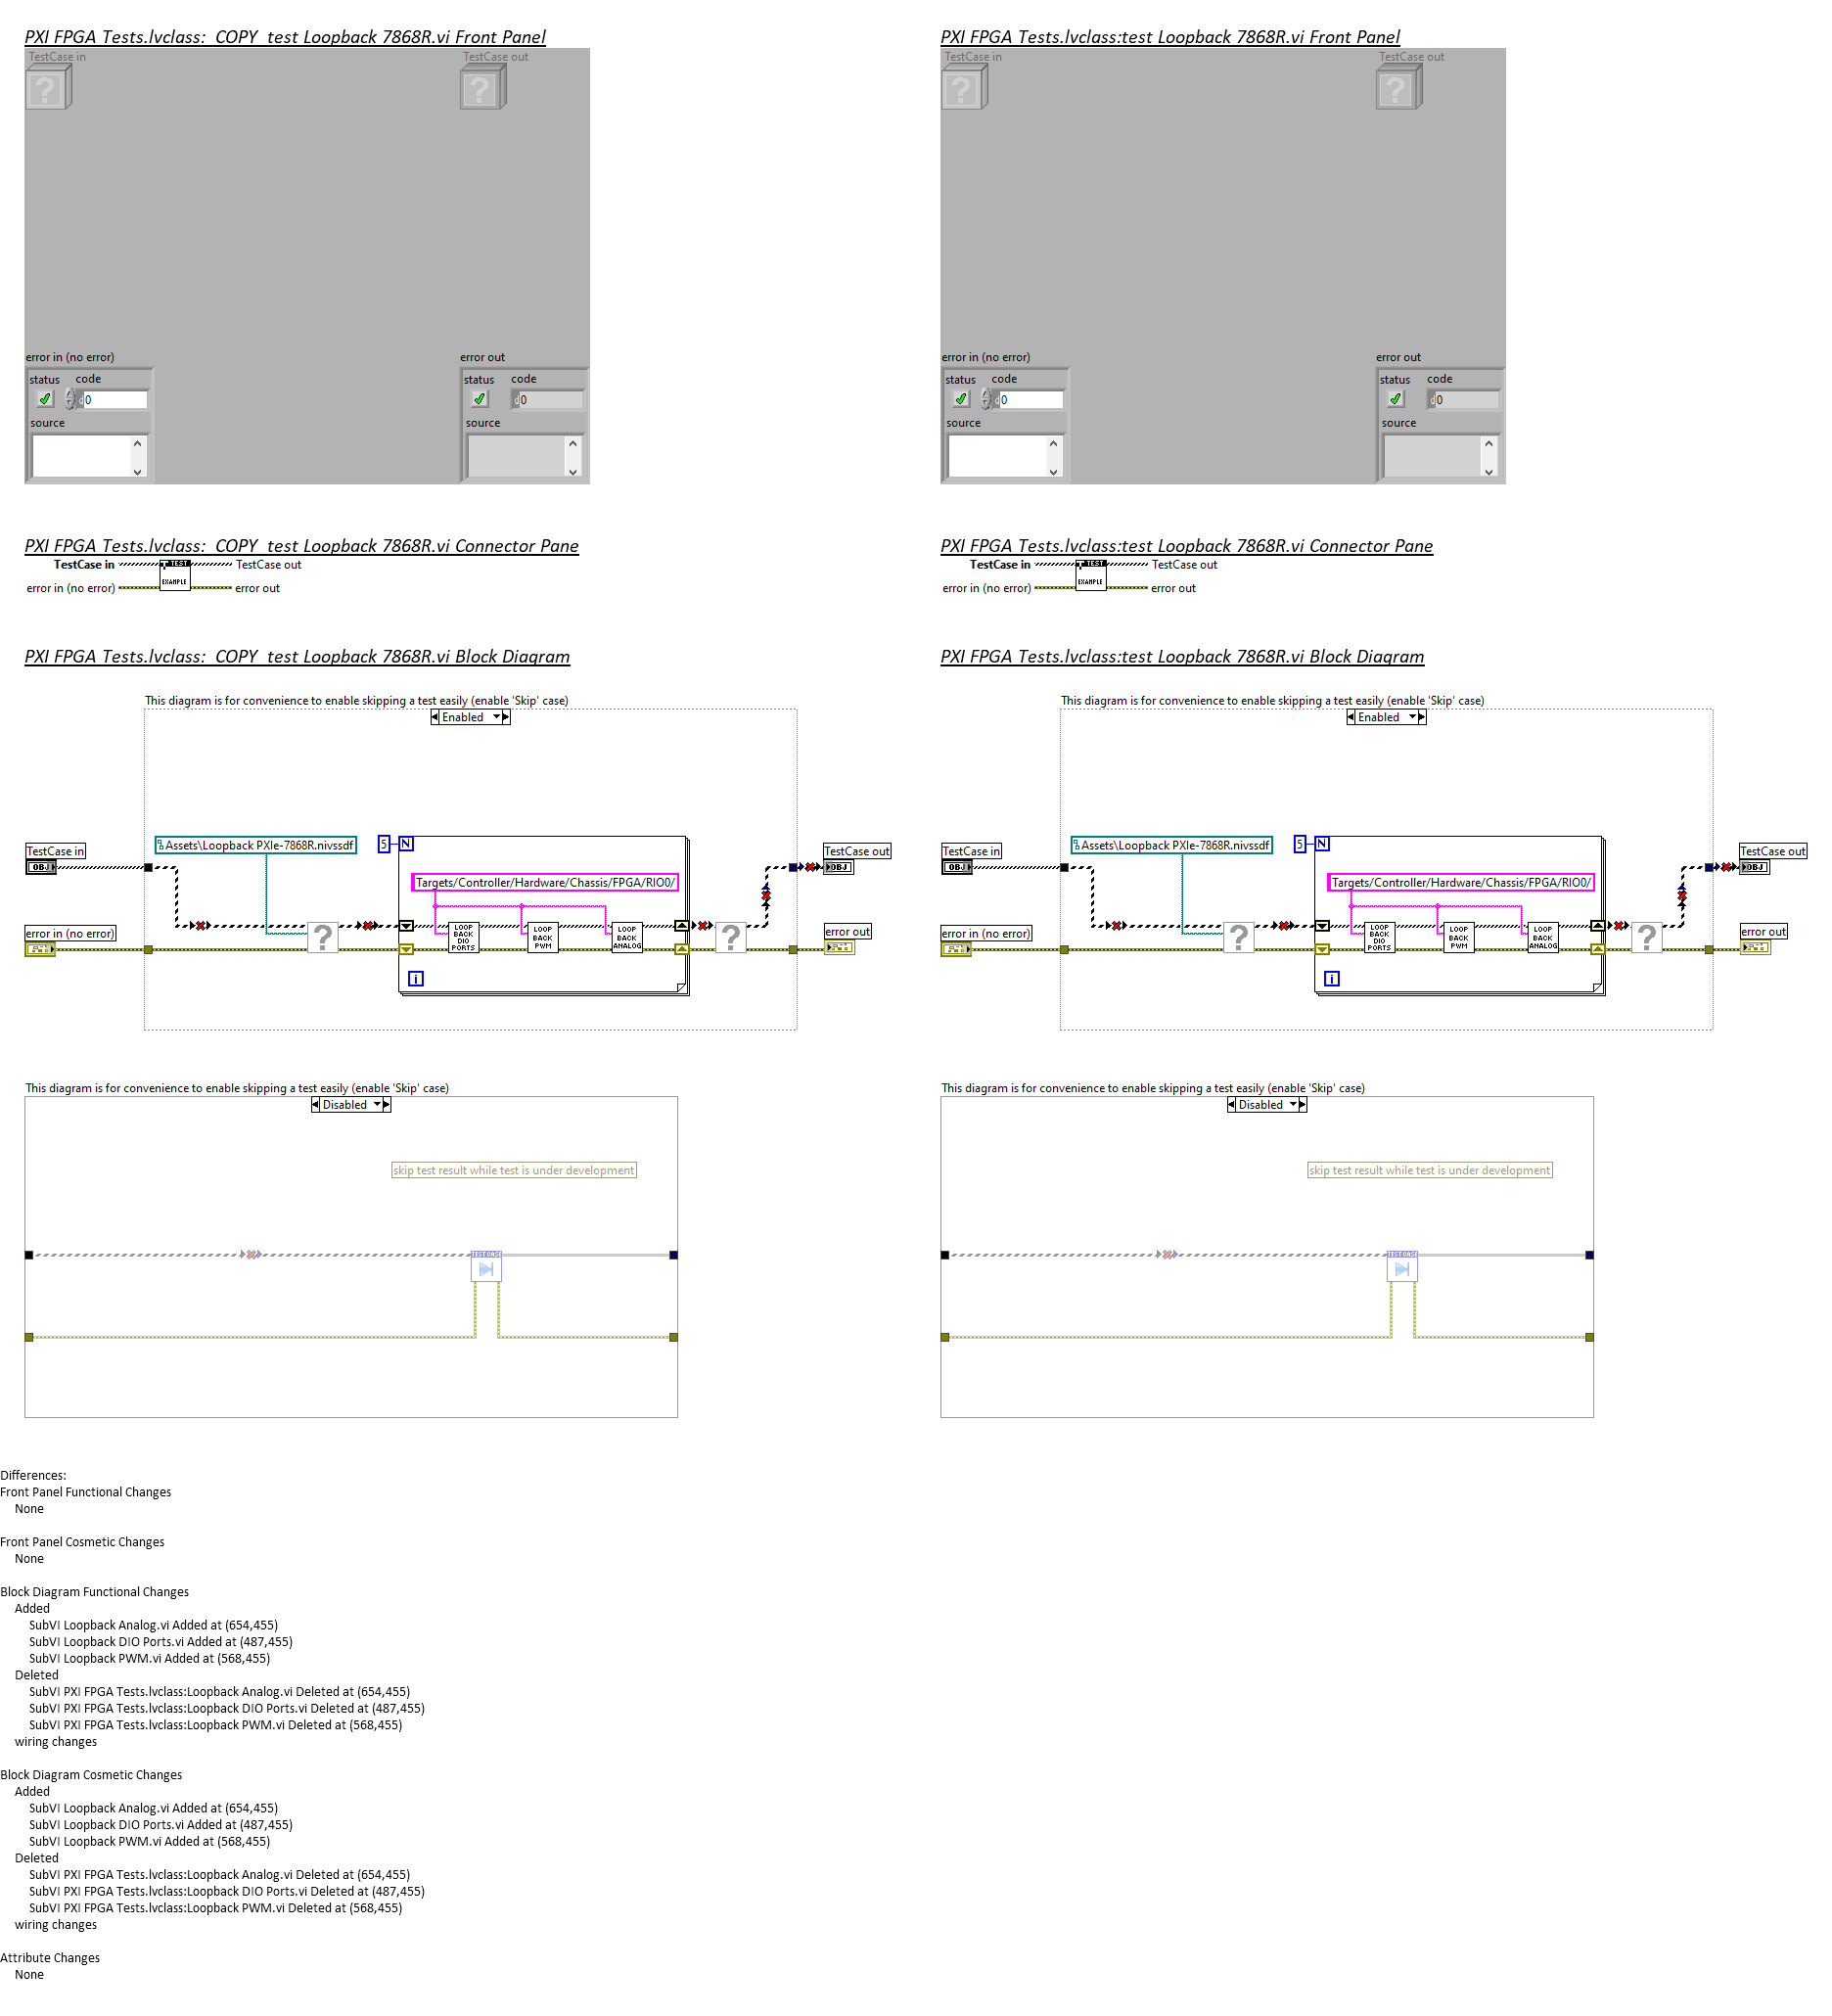 PXI FPGA Tests.lvclass:_COPY_test Loopback 7868R.vi Front Panel
TestCase in
TestCase out
error in (no error)
error out
status
code
0
source
status
code
0
source
PXI FPGA Tests.lvclass:test Loopback 7868R.vi Front Panel
TestCase in
TestCase out
error in (no error)
error out
status
code
0
source
status
code
0
source
PXI FPGA Tests.lvclass:_COPY_test Loopback 7868R.vi Connector Pane
TestCase in
TestCase out
error in (no error)
error out
TEST
EXAMPLE
PXI FPGA Tests.lvclass:test Loopback 7868R.vi Connector Pane
TestCase in
TestCase out
error in (no error)
error out
TEST
EXAMPLE
PXI FPGA Tests.lvclass:_COPY_test Loopback 7868R.vi Block Diagram
This diagram is for convenience to enable skipping a test easily (enable 'Skip' case)
Enabled
TestCase in
OBJ
Assets\Loopback PXIe-7868R.nivssdf
5
N
Targets/Controller/Hardware/Chassis/FPGA/RIO0/
TestCase out
OBJ
error in (no error)
?
LOOP
BACK
DIO
PORTS
LOOP
BACK
PWM
LOOP
BACK
ANALOG
?
error out
i
This diagram is for convenience to enable skipping a test easily (enable 'Skip' case)
Disabled
skip test result while test is under development
PXI FPGA Tests.lvclass:test Loopback 7868R.vi Block Diagram
This diagram is for convenience to enable skipping a test easily (enable 'Skip' case)
Enabled
TestCase in
OBJ
Assets\Loopback PXIe-7868R.nivssdf
5
N
Targets/Controller/Hardware/Chassis/FPGA/RIO0/
TestCase out
OBJ
error in (no error)
?
LOOP
BACK
DIO
PORTS
LOOP
BACK
PWM
LOOP
BACK
ANALOG
?
error out
i
This diagram is for convenience to enable skipping a test easily (enable 'Skip' case)
Disabled
skip test result while test is under development
Differences:
Front Panel Functional Changes
None
Front Panel Cosmetic Changes
None
Block Diagram Functional Changes
Added
SubVI Loopback Analog.vi Added at (654,455)
SubVI Loopback DIO Ports.vi Added at (487,455)
SubVI Loopback PWM.vi Added at (568,455)
Deleted
SubVI PXI FPGA Tests.lvclass:Loopback Analog.vi Deleted at (654,455)
SubVI PXI FPGA Tests.lvclass:Loopback DIO Ports.vi Deleted at (487,455)
SubVI PXI FPGA Tests.lvclass:Loopback PWM.vi Deleted at (568,455)
wiring changes
Block Diagram Cosmetic Changes
Added
SubVI Loopback Analog.vi Added at (654,455)
SubVI Loopback DIO Ports.vi Added at (487,455)
SubVI Loopback PWM.vi Added at (568,455)
Deleted
SubVI PXI FPGA Tests.lvclass:Loopback Analog.vi Deleted at (654,455)
SubVI PXI FPGA Tests.lvclass:Loopback DIO Ports.vi Deleted at (487,455)
SubVI PXI FPGA Tests.lvclass:Loopback PWM.vi Deleted at (568,455)
wiring changes
Attribute Changes
None